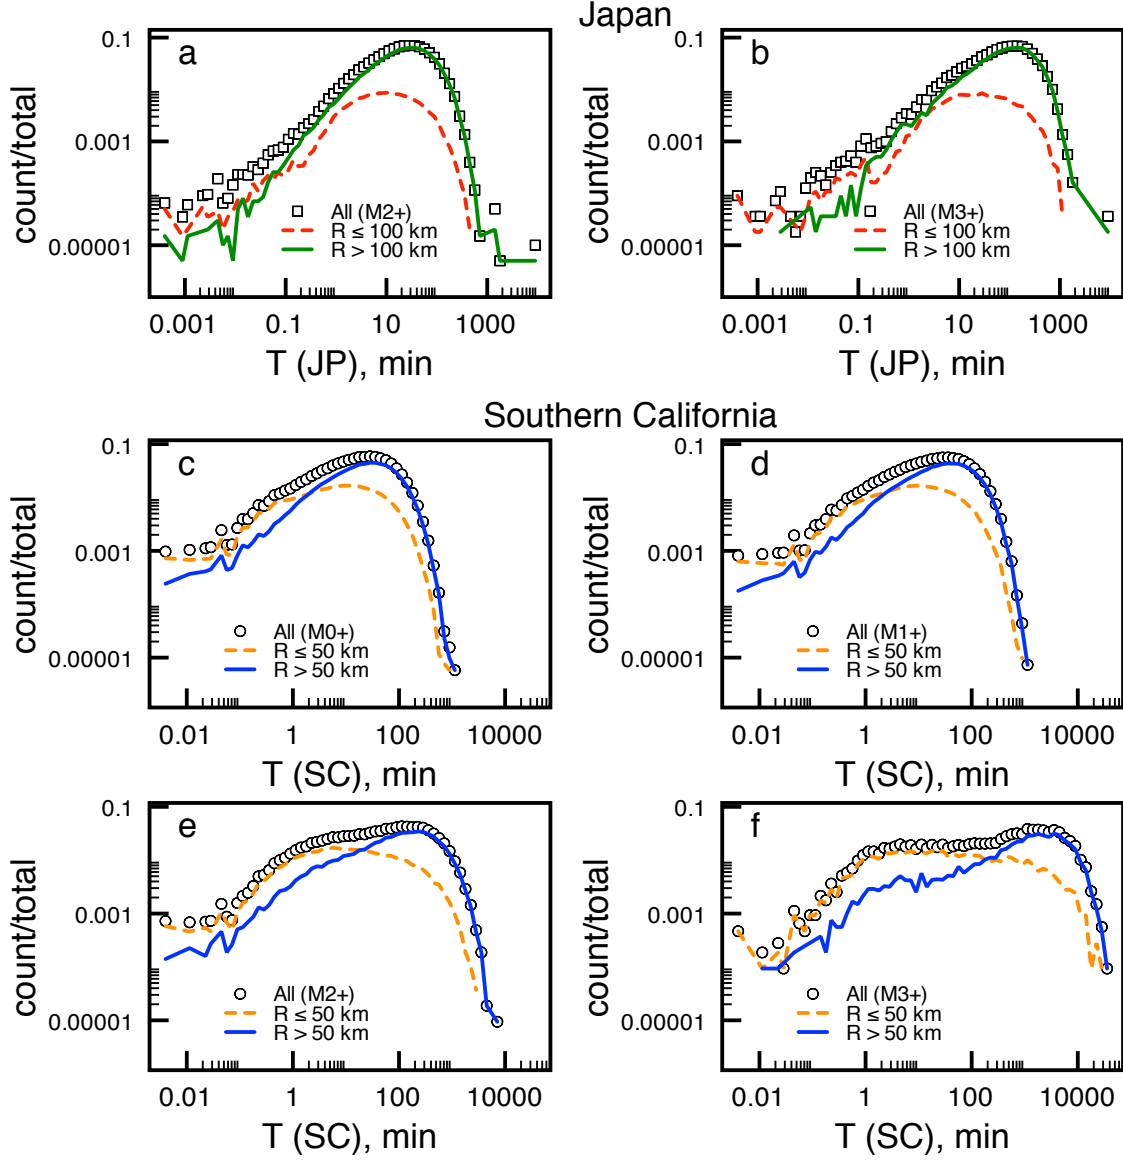 Japan
a
0.1
0.001
0.00001
count/total
All (M2+)
R ≤ 100 km
R > 100 km
0.001 0.1 10 1000
T (JP), min
b
0.1
0.001
0.00001
count/total
All (M3+)
R ≤ 100 km
R > 100 km
0.001 0.1 10 1000
T (JP), min
Southern California
c
0.1
0.001
0.00001
count/total
All (M0+)
R ≤ 50 km
R > 50 km
0.01 1 100 10000
T (SC), min
d
0.1
0.001
0.00001
count/total
All (M1+)
R ≤ 50 km
R > 50 km
0.01 1 100 10000
T (SC), min
e
0.1
0.001
0.00001
count/total
All (M2+)
R ≤ 50 km
R > 50 km
0.01 1 100 10000
T (SC), min
f
0.1
0.001
0.00001
count/total
All (M3+)
R ≤ 50 km
R > 50 km
0.01 1 100 10000
T (SC), min